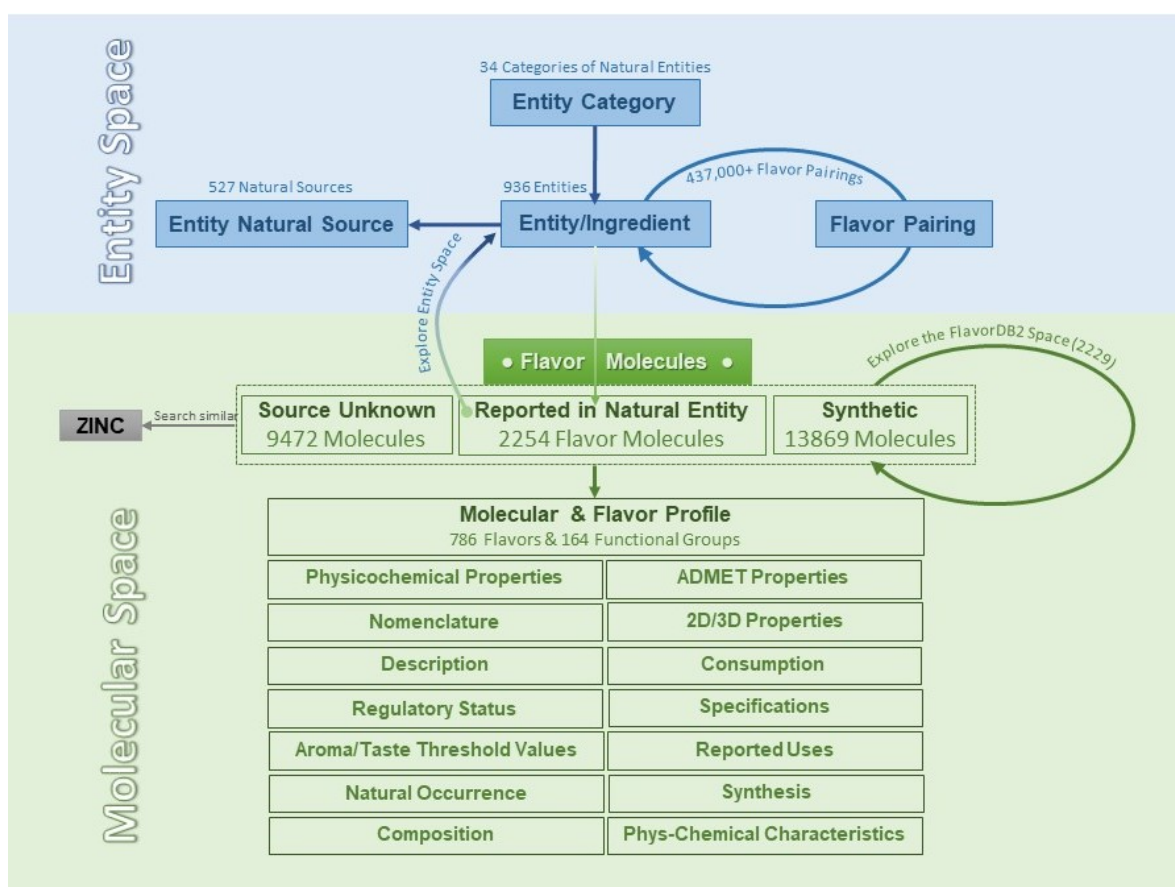 Entity Space
34 Categories of Natural Entities
Entity Category
527 Natural Sources
936 Entities
437,000+ Flavor Pairings
Entity Natural Source
Entity/Ingredient
Flavor Pairing
Explore Entity Space
Molecular Space
• Flavor Molecules •
Explore the FlavorDB2 Space (2229)
ZINC
Search similar
Source Unknown
9472 Molecules
Reported in Natural Entity
2254 Flavor Molecules
Synthetic
13869 Molecules
Molecular & Flavor Profile
786 Flavors & 164 Functional Groups
Physicochemical Properties
ADMET Properties
Nomenclature
2D/3D Properties
Description
Consumption
Regulatory Status
Specifications
Aroma/Taste Threshold Values
Reported Uses
Natural Occurrence
Synthesis
Composition
Phys-Chemical Characteristics